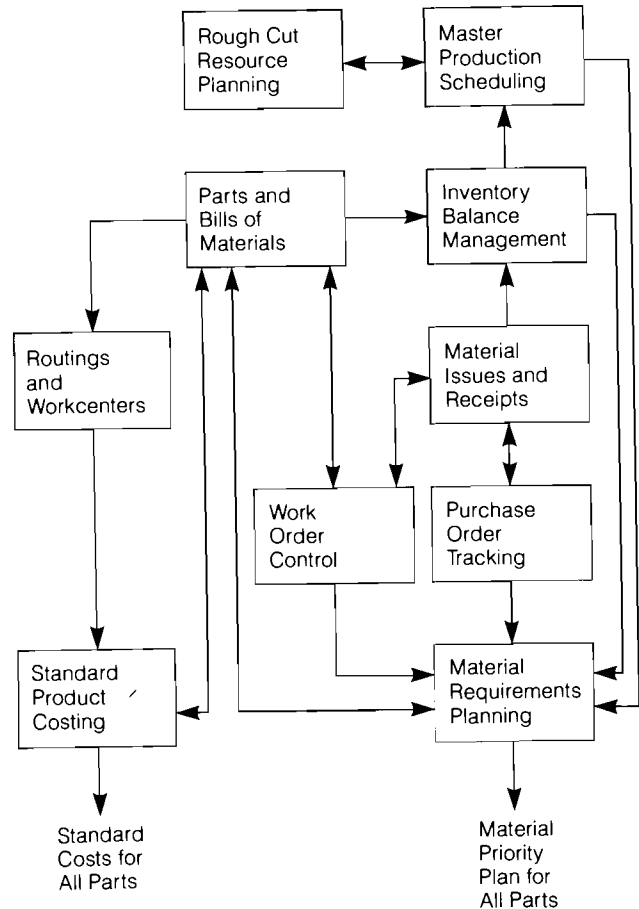 Rough Cut
Resource
Planning
Master
Production
Scheduling
Parts and
Bills of
Materials
Inventory
Balance
Management
Routings
and
Workcenters
Material
Issues and
Receipts
Work
Order
Control
Purchase
Order
Tracking
Standard
Product
Costing
Material
Requirements
Planning
Standard
Costs for
All Parts
Material
Priority
Plan for
All Parts